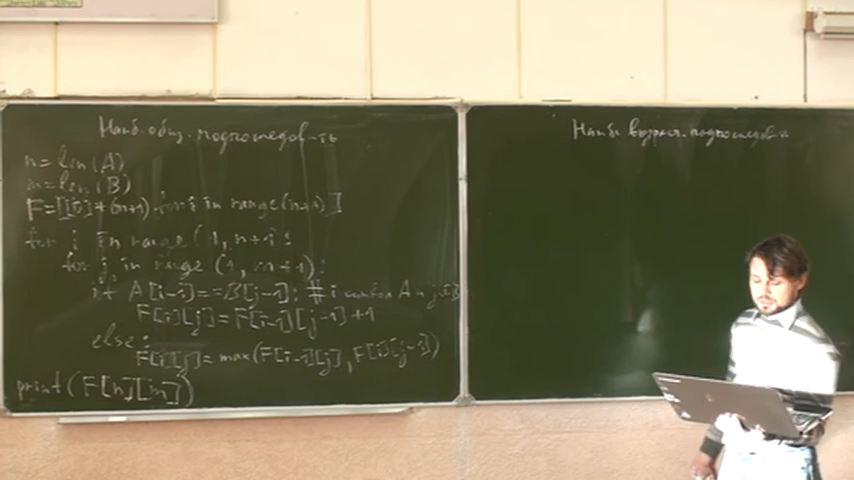 Наиб. общ. подпоследов-ть
n = len(A)
m = len(B)
F = [[0]*(m+1) for i in range(n+1)]
for i in range(1, n+1):
for j in range(1, m+1):
if A[i-1]==B[j-1]: # i символ A и j B
F[i][j] = F[i-1][j-1]+1
else:
F[i][j] = max(F[i-1][j], F[i][j-1])
print(F[n][m])
Наиб. возраст. подпоследов-ть